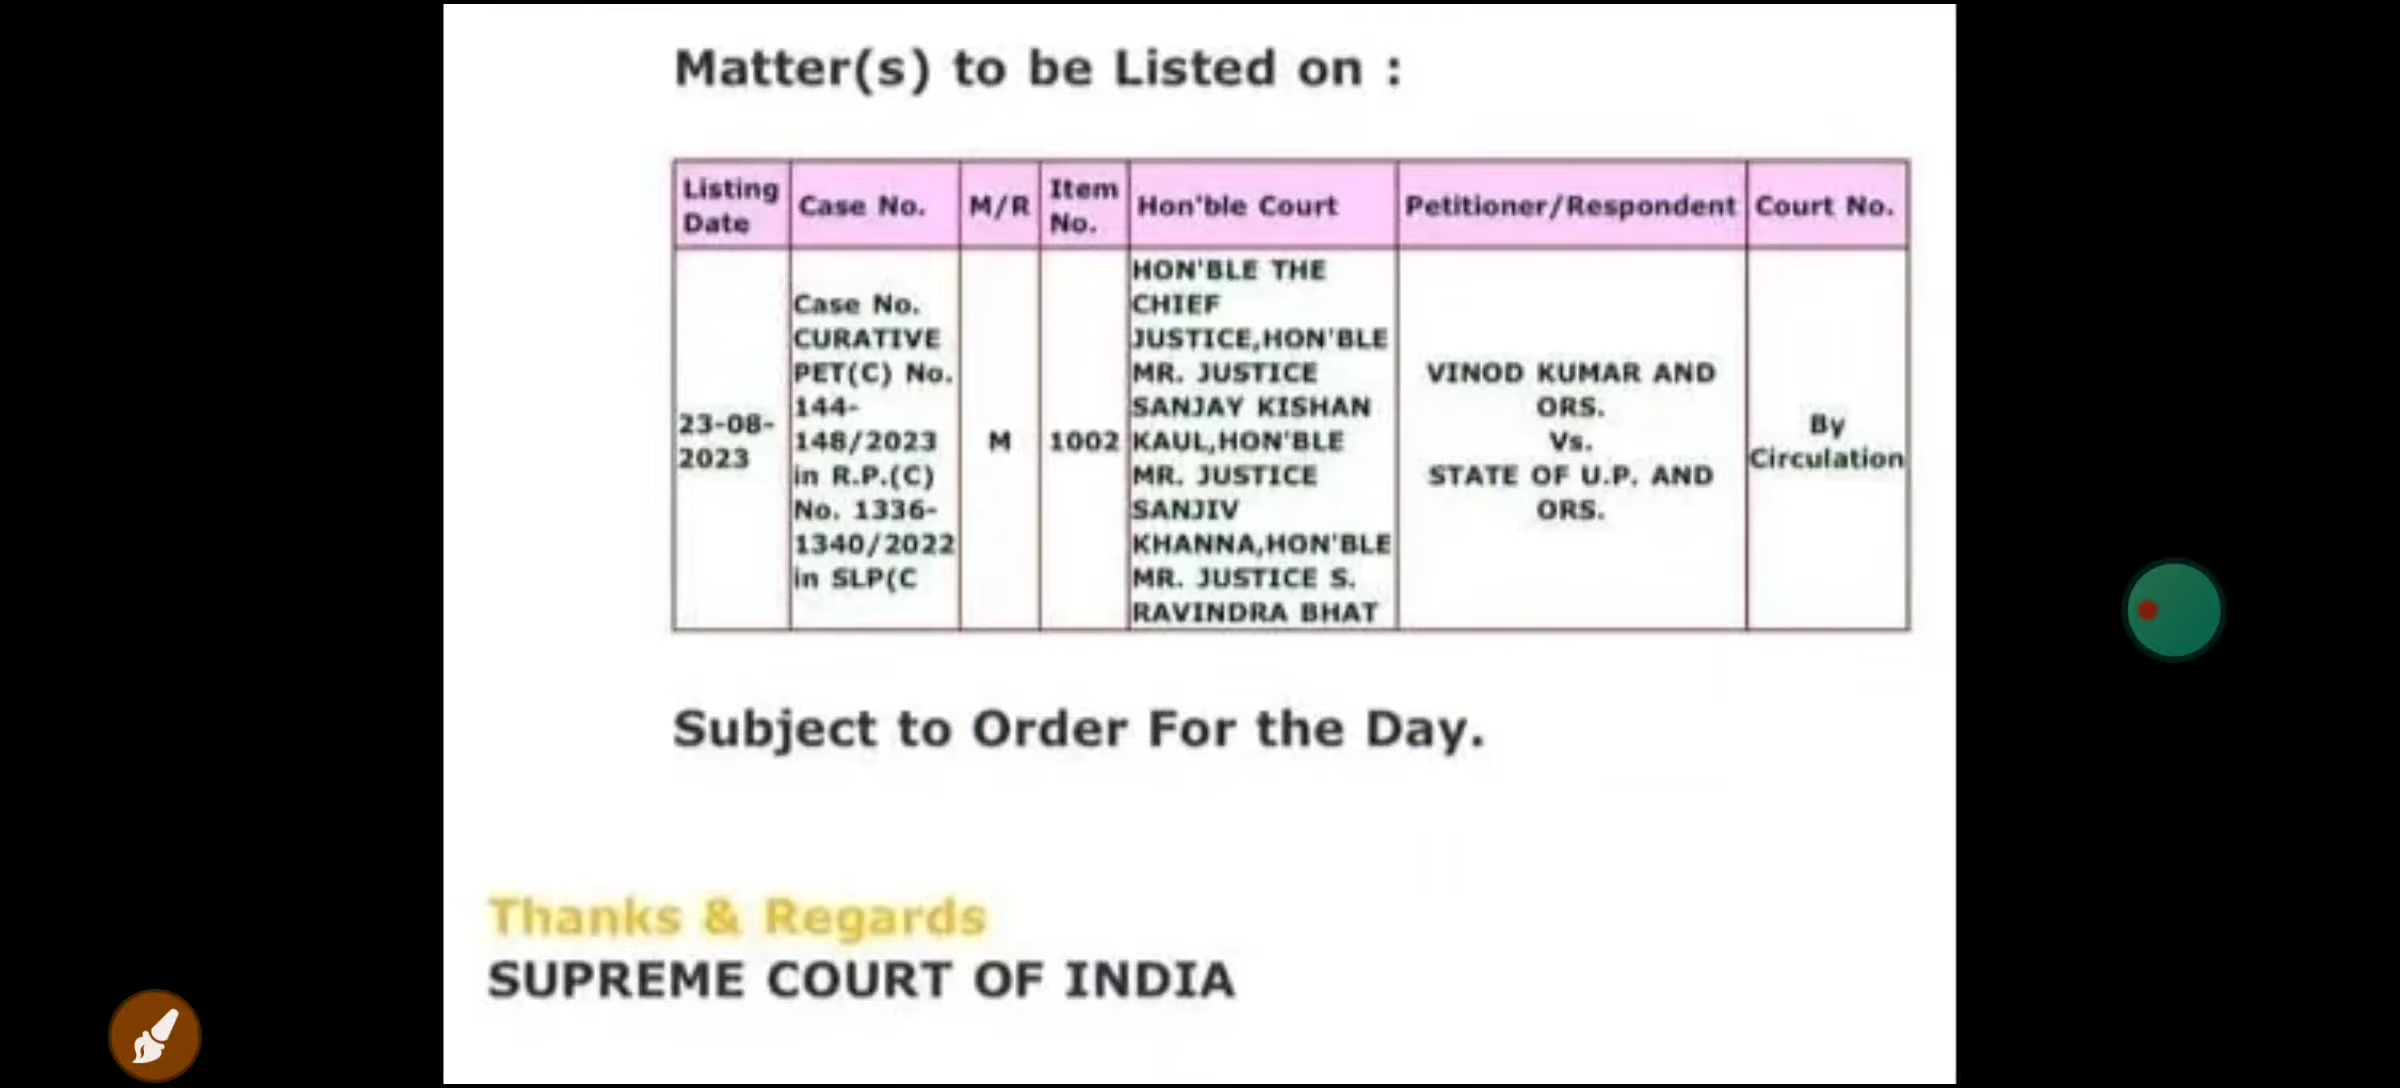 Matter(s) to be Listed on :
Listing Date
Case No.
M/R
Item No.
Hon'ble Court
Petitioner/Respondent
Court No.
23-08-
2023
Case No.
CURATIVE
PET(C) No.
144-
148/2023
in R.P.(C)
No. 1336-
1340/2022
in SLP(C
M
1002
HON'BLE THE
CHIEF
JUSTICE,HON'BLE
MR. JUSTICE
SANJAY KISHAN
KAUL,HON'BLE
MR. JUSTICE
SANJIV
KHANNA,HON'BLE
MR. JUSTICE S.
RAVINDRA BHAT
VINOD KUMAR AND
ORS.
Vs.
STATE OF U.P. AND
ORS.
By
Circulation
Subject to Order For the Day.
Thanks & Regards
SUPREME COURT OF INDIA